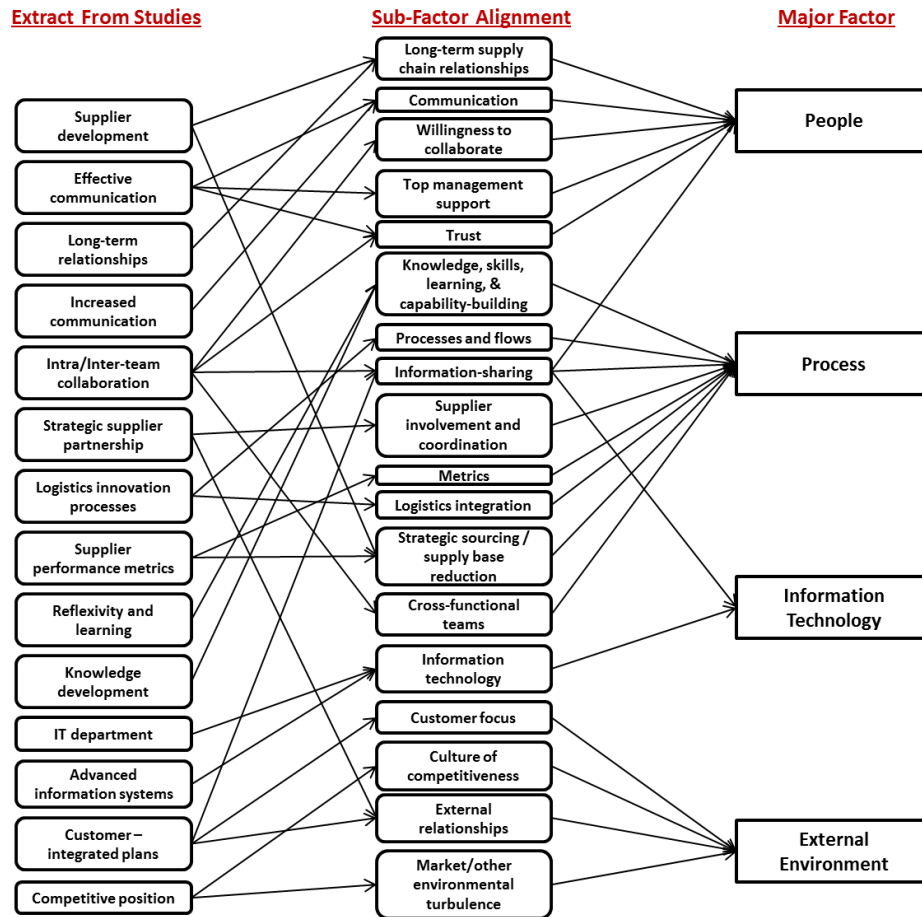 Extract From Studies
Supplier
development
Effective
communication
Long-term
relationships
Increased
communication
Intra/Inter-team
collaboration
Strategic supplier
partnership
Logistics innovation
processes
Supplier
performance metrics
Reflexivity and
learning
Knowledge
development
IT department
Advanced
information systems
Customer –
integrated plans
Competitive position
Sub-Factor Alignment
Long-term supply
chain relationships
Communication
Willingness to
collaborate
Top management
support
Trust
Knowledge, skills,
learning, &
capability-building
Processes and flows
Information-sharing
Supplier
involvement and
coordination
Metrics
Logistics integration
Strategic sourcing /
supply base
reduction
Cross-functional
teams
Information
technology
Customer focus
Culture of
competitiveness
External
relationships
Market/other
environmental
turbulence
Major Factor
People
Process
Information
Technology
External
Environment